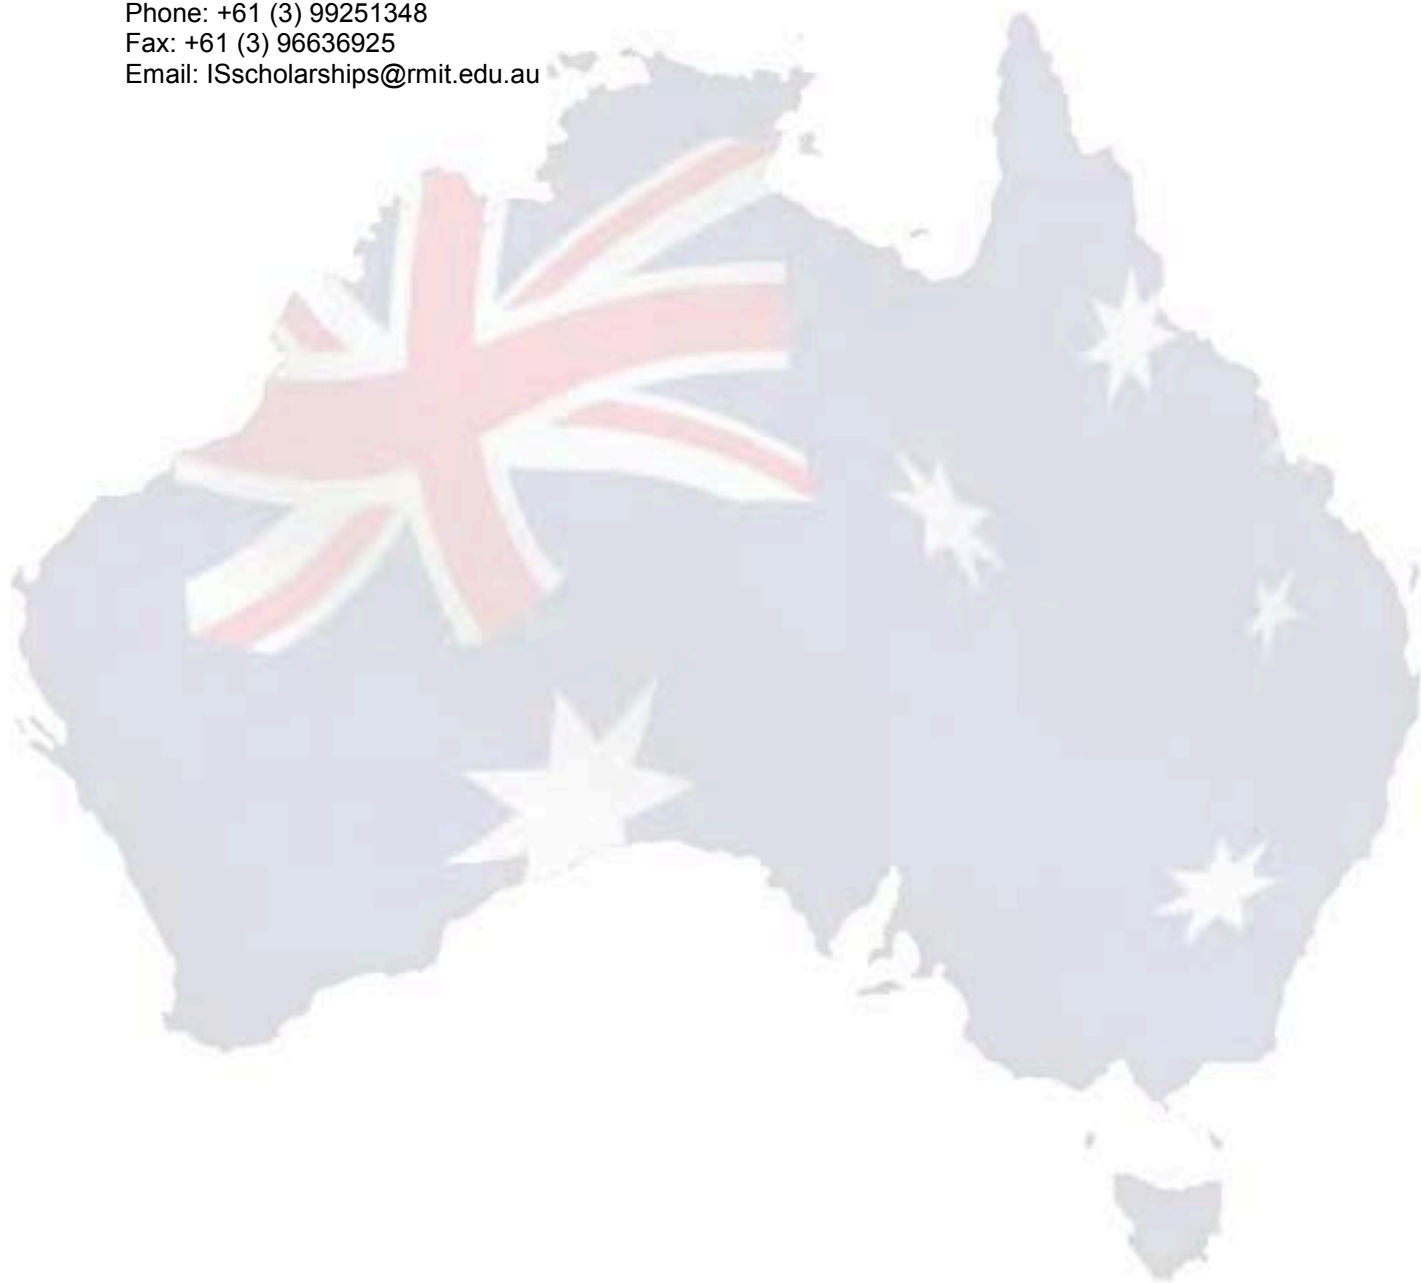 Phone: +61 (3) 99251348
Fax: +61 (3) 96636925
Email: ISscholarships@rmit.edu.au